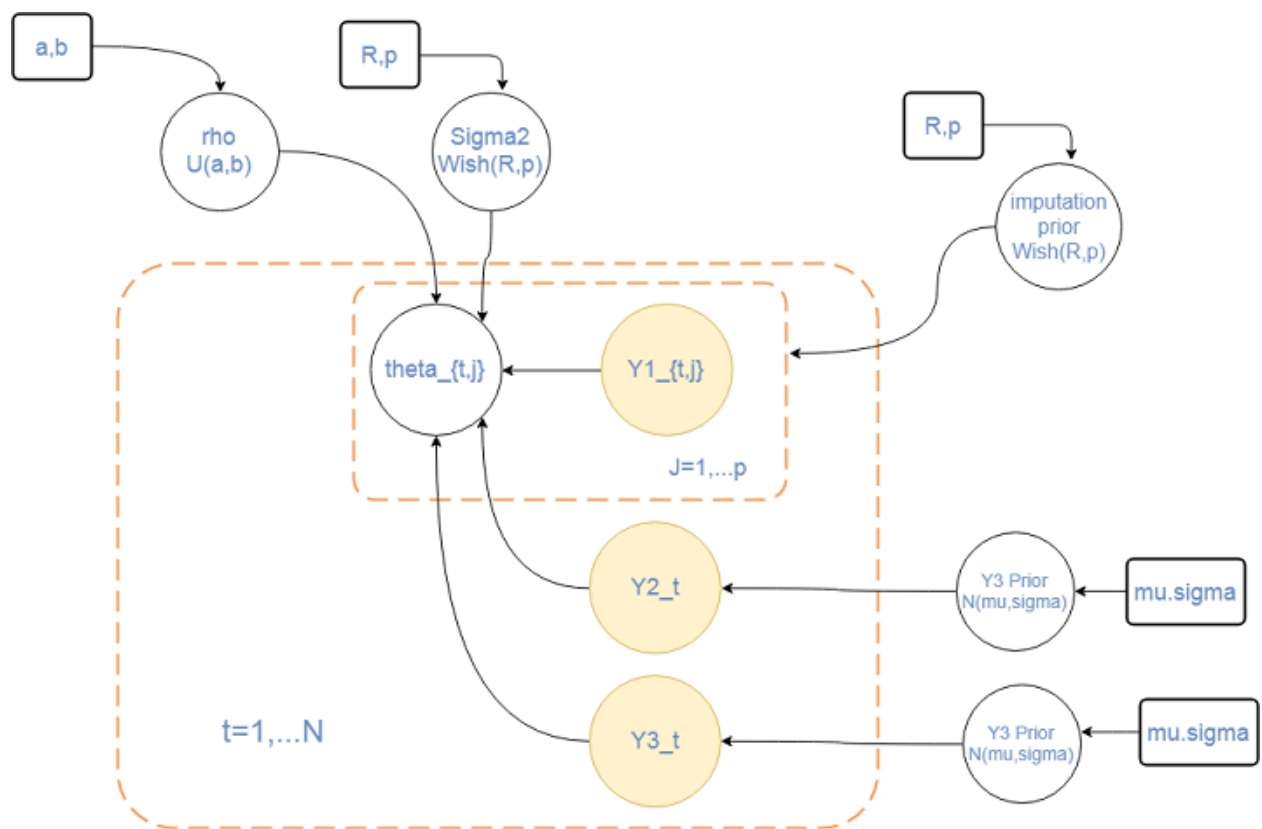 a,b
R,p
rho
U(a,b)
Sigma2
Wish(R,p)
R,p
imputation
prior
Wish(R,p)
theta_{t,j}
Y1_{t,j}
J=1,...p
Y2_t
Y3 Prior
N(mu,sigma)
mu.sigma
t=1,...N
Y3_t
Y3 Prior
N(mu,sigma)
mu.sigma